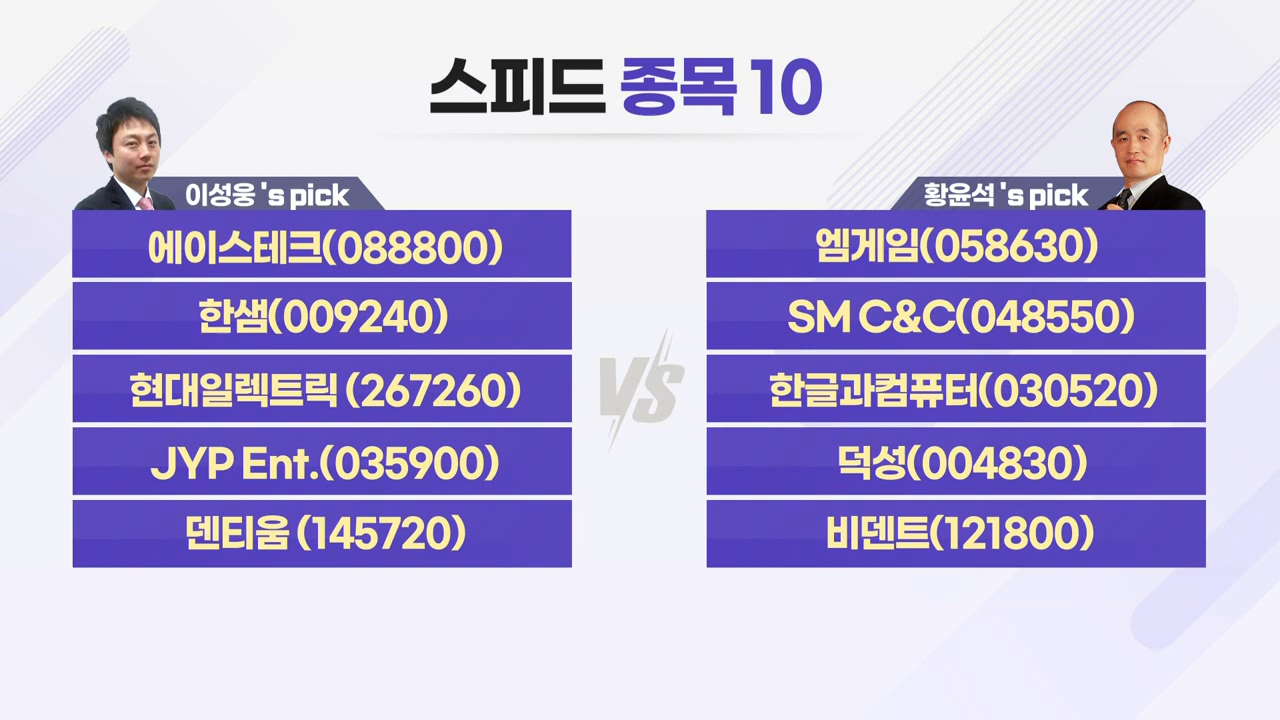 스피드 종목 10
이성웅 's pick
에이스테크(088800)
한샘(009240)
현대일렉트릭 (267260)
JYP Ent.(035900)
덴티움 (145720)
VS
황윤석 's pick
엠게임(058630)
SM C&C(048550)
한글과컴퓨터(030520)
덕성(004830)
비덴트(121800)